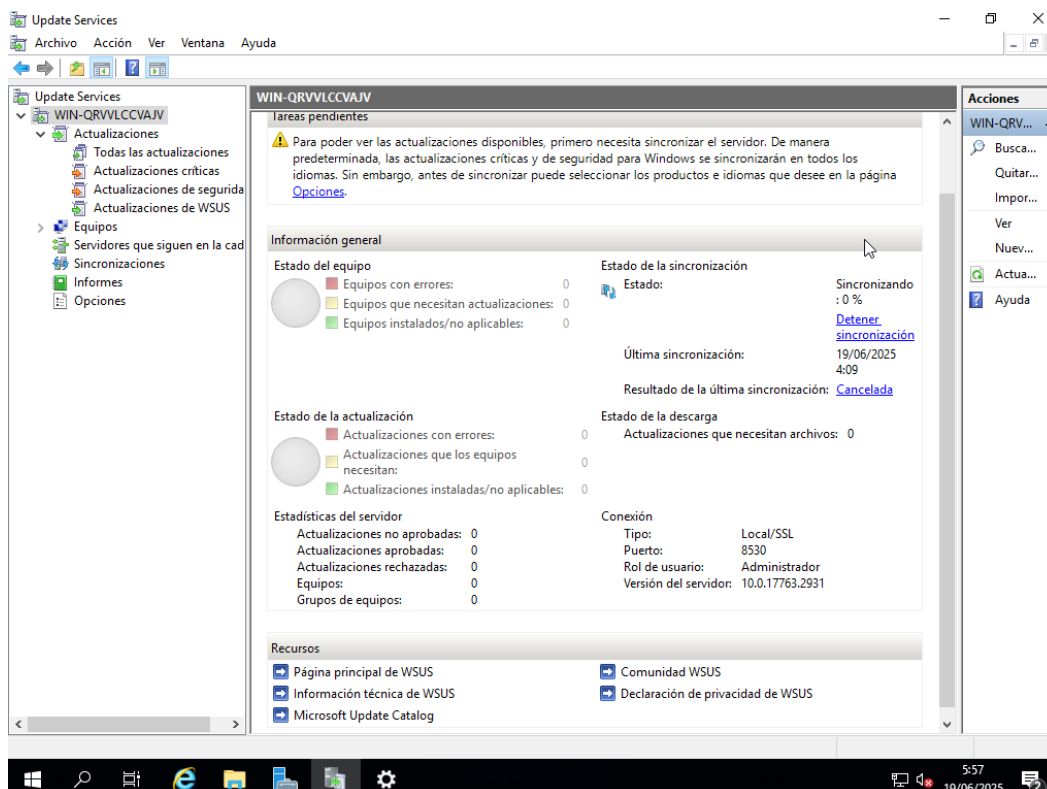 Update Services
Archivo Acción Ver Ventana Ayuda
Update Services
WIN-QRVVLCCVAJV
Actualizaciones
Todas las actualizaciones
Actualizaciones críticas
Actualizaciones de segurida
Actualizaciones de WSUS
Equipos
Servidores que siguen en la cad
Sincronizaciones
Informes
Opciones
WIN-QRVVLCCVAJV
Tareas pendientes
Para poder ver las actualizaciones disponibles, primero necesita sincronizar el servidor. De manera
predeterminada, las actualizaciones críticas y de seguridad para Windows se sincronizarán en todos los
idiomas. Sin embargo, antes de sincronizar puede seleccionar los productos e idiomas que desee en la página
Opciones.
Información general
Estado del equipo
Equipos con errores: 0
Equipos que necesitan actualizaciones: 0
Equipos instalados/no aplicables: 0
Estado de la sincronización
Estado: Sincronizando
: 0 %
Detener
sincronización
Última sincronización: 19/06/2025
4:09
Resultado de la última sincronización: Cancelada
Estado de la actualización
Actualizaciones con errores: 0
Actualizaciones que los equipos
necesitan: 0
Actualizaciones instaladas/no aplicables: 0
Estado de la descarga
Actualizaciones que necesitan archivos: 0
Estadísticas del servidor
Actualizaciones no aprobadas: 0
Actualizaciones aprobadas: 0
Actualizaciones rechazadas: 0
Equipos: 0
Grupos de equipos: 0
Conexión
Tipo: Local/SSL
Puerto: 8530
Rol de usuario: Administrador
Versión del servidor: 10.0.17763.2931
Recursos
Página principal de WSUS
Información técnica de WSUS
Microsoft Update Catalog
Comunidad WSUS
Declaración de privacidad de WSUS
Acciones
WIN-QRV...
Busca...
Quitar...
Impor...
Ver
Nuev...
Actua...
Ayuda
5:57
19/06/2025
2